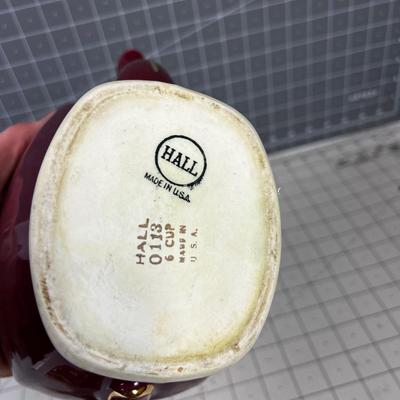 HALL
MADE IN U.S.A.
HALL
0113
6 CUP
MADE IN
U.S.A.